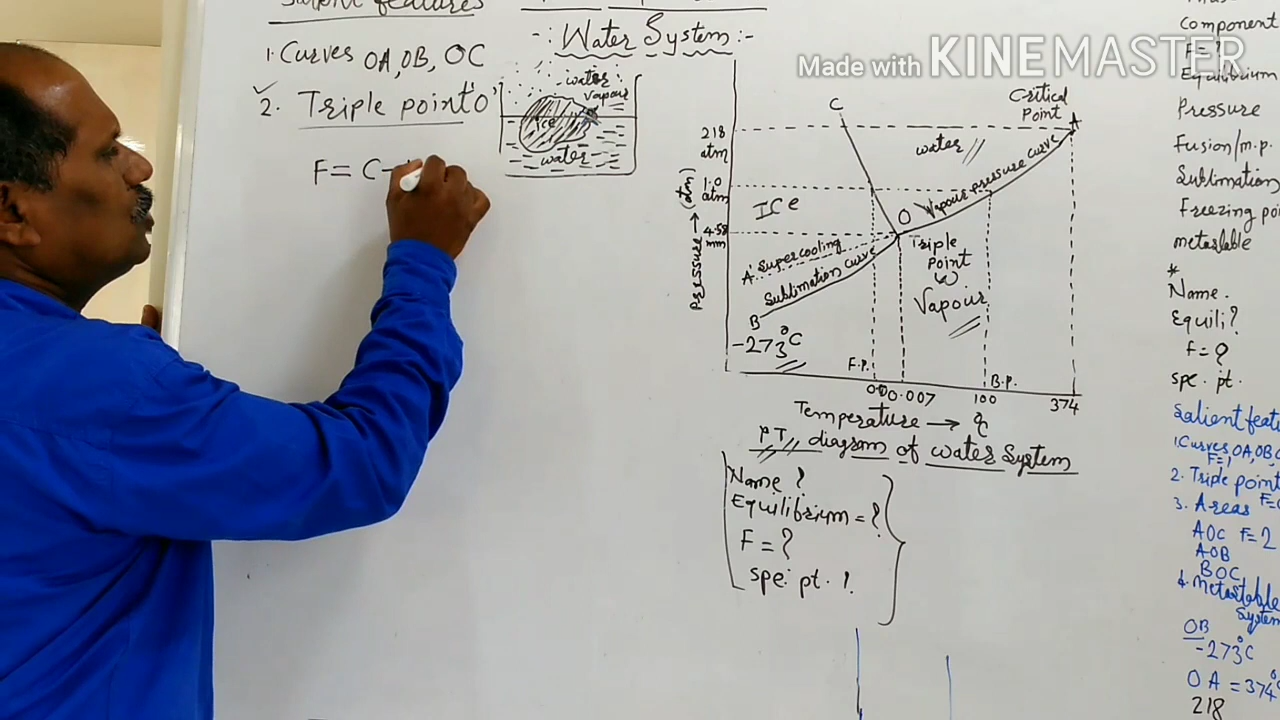 Salient features
1. Curves OA, OB, OC
2. Triple point 'O'
F = C -
-: Water System :-
water
vapour
ice
water
Made with KINEMASTER
C
Critical
Point
A
218
atm
water
Vapour pressure curve
1.0
atm
ICe
O
4.58
mm
Pressure → (atm)
Triple
Point
A' Supercooling
Sublimation curve
Vapour
B
-273°C
F.P.
B.P.
0.0
0.007
100
374
Temperature → °C
PT diagram of water System
Name ?
Equilibrium = ?
F = ?
Spe. pt. !
Component
F = ?
Equilibrium
Pressure
Fusion/m.p.
Sublimation
Freezing poi
metastable
*
Name.
Equili?
F = ?
spe. pt.
Salient featu
1. Curves OA, OB,
F=1
2. Triple point
3. Areas
AOC F=2
AOB
BOC
4. Metastable
System
OB
-273°C
OA = 374°
218